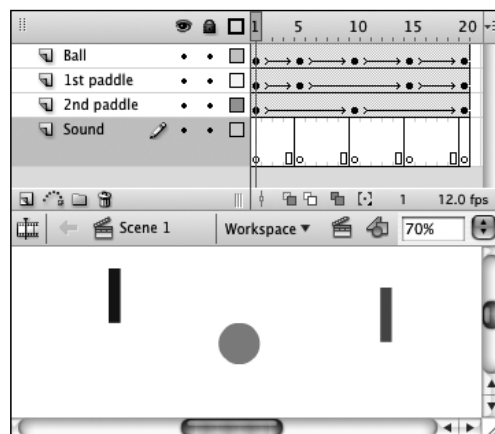 1 5 10 15 20
Ball
1st paddle
2nd paddle
Sound
1 12.0 fps
Scene 1 Workspace 70%